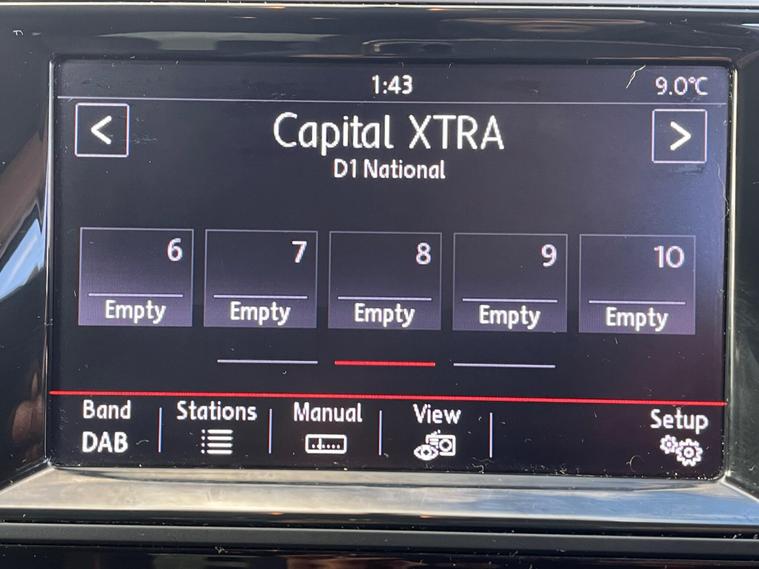 1:43 9.0°C
< Capital XTRA >
D1 National
6 7 8 9 10
Empty Empty Empty Empty Empty
Band Stations Manual View Setup
DAB